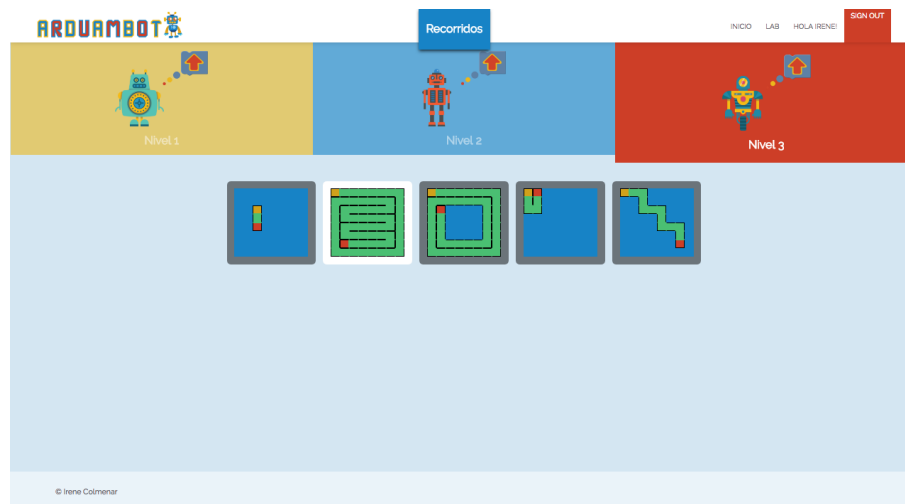 ARDUAMBOT
Recorridos
INICIO LAB HOLA IRENE! SIGN OUT
Nivel 1 Nivel 2 Nivel 3
© Irene Colmenar